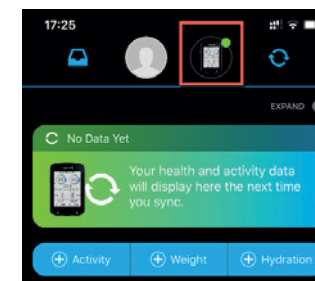 17:25
EXPAND
No Data Yet
Your health and activity data
will display here the next time
you sync.
Activity
Weight
Hydration